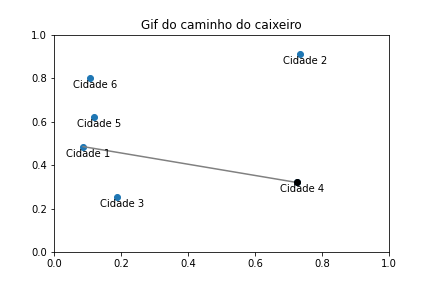 Gif do caminho do caixeiro
1.0
Cidade 2
0.8
Cidade 6
0.6
Cidade 5
0.4
Cidade 1
Cidade 4
0.2
Cidade 3
0.0
0.0 0.2 0.4 0.6 0.8 1.0